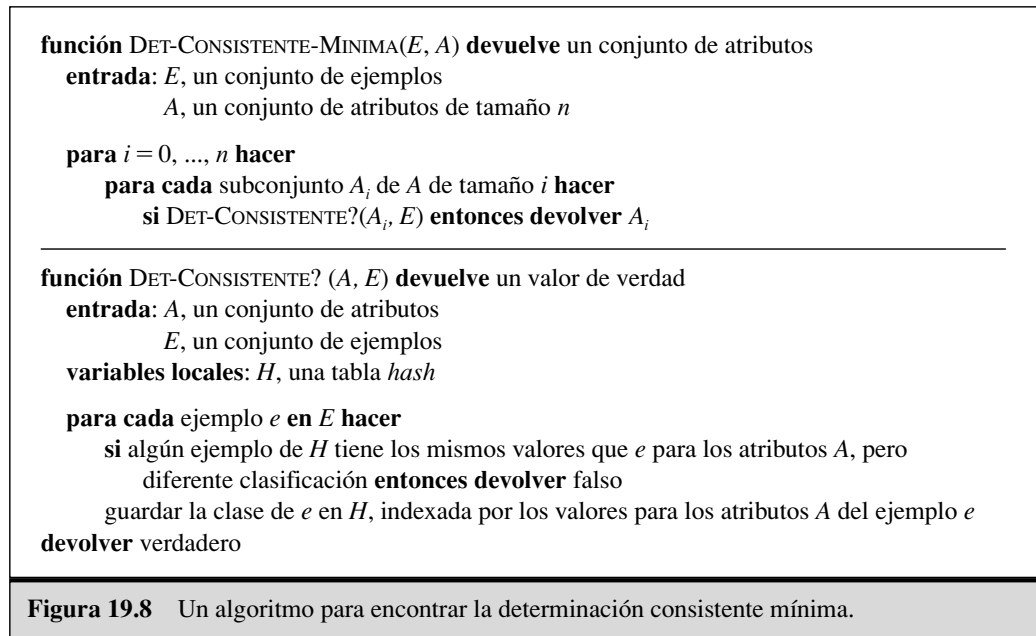 función DET-CONSISTENTE-MINIMA(E, A) devuelve un conjunto de atributos
entrada: E, un conjunto de ejemplos
A, un conjunto de atributos de tamaño n
para i = 0, ..., n hacer
para cada subconjunto Aᵢ de A de tamaño i hacer
si DET-CONSISTENTE?(Aᵢ, E) entonces devolver Aᵢ
función DET-CONSISTENTE? (A, E) devuelve un valor de verdad
entrada: A, un conjunto de atributos
E, un conjunto de ejemplos
variables locales: H, una tabla hash
para cada ejemplo e en E hacer
si algún ejemplo de H tiene los mismos valores que e para los atributos A, pero
diferente clasificación entonces devolver falso
guardar la clase de e en H, indexada por los valores para los atributos A del ejemplo e
devolver verdadero
Figura 19.8 Un algoritmo para encontrar la determinación consistente mínima.